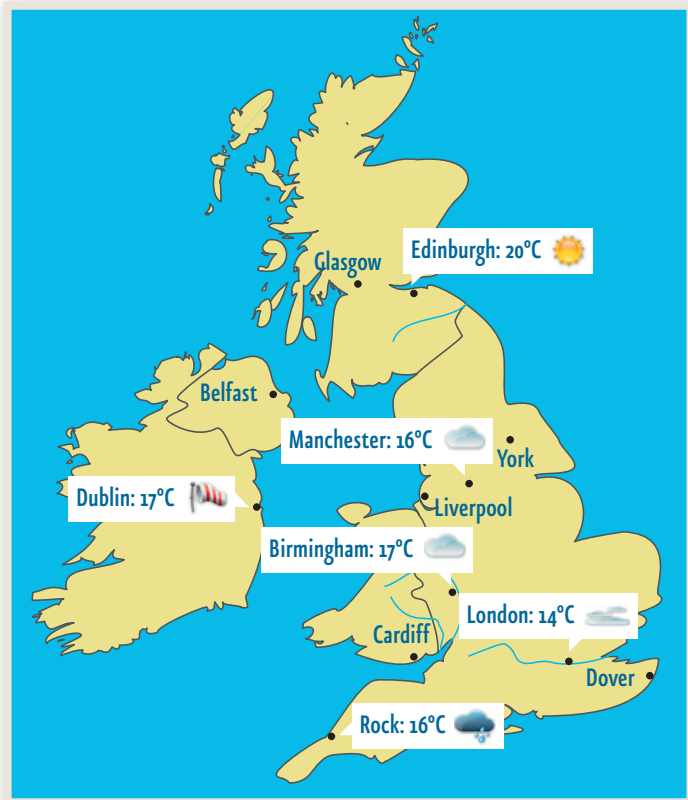 Edinburgh: 20°C
Glasgow
Belfast
Manchester: 16°C
York
Dublin: 17°C
Liverpool
Birmingham: 17°C
London: 14°C
Cardiff
Dover
Rock: 16°C